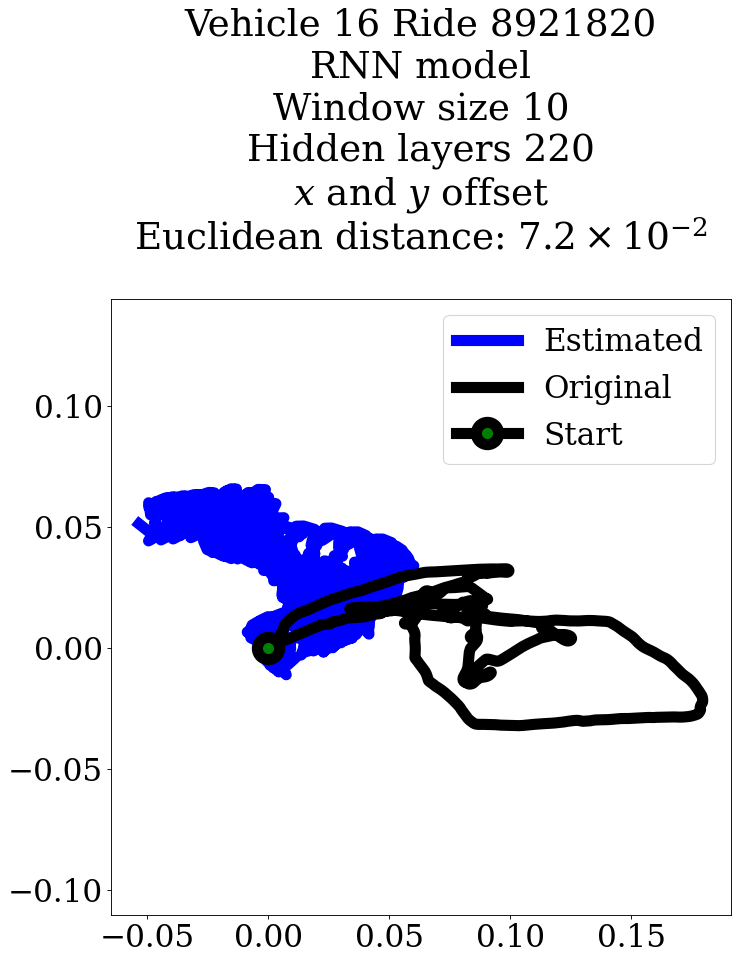 Vehicle 16 Ride 8921820
RNN model
Window size 10
Hidden layers 220
x and y offset
Euclidean distance: 7.2 × 10⁻²
Estimated
Original
Start
0.10
0.05
0.00
−0.05
−0.10
−0.05 0.00 0.05 0.10 0.15